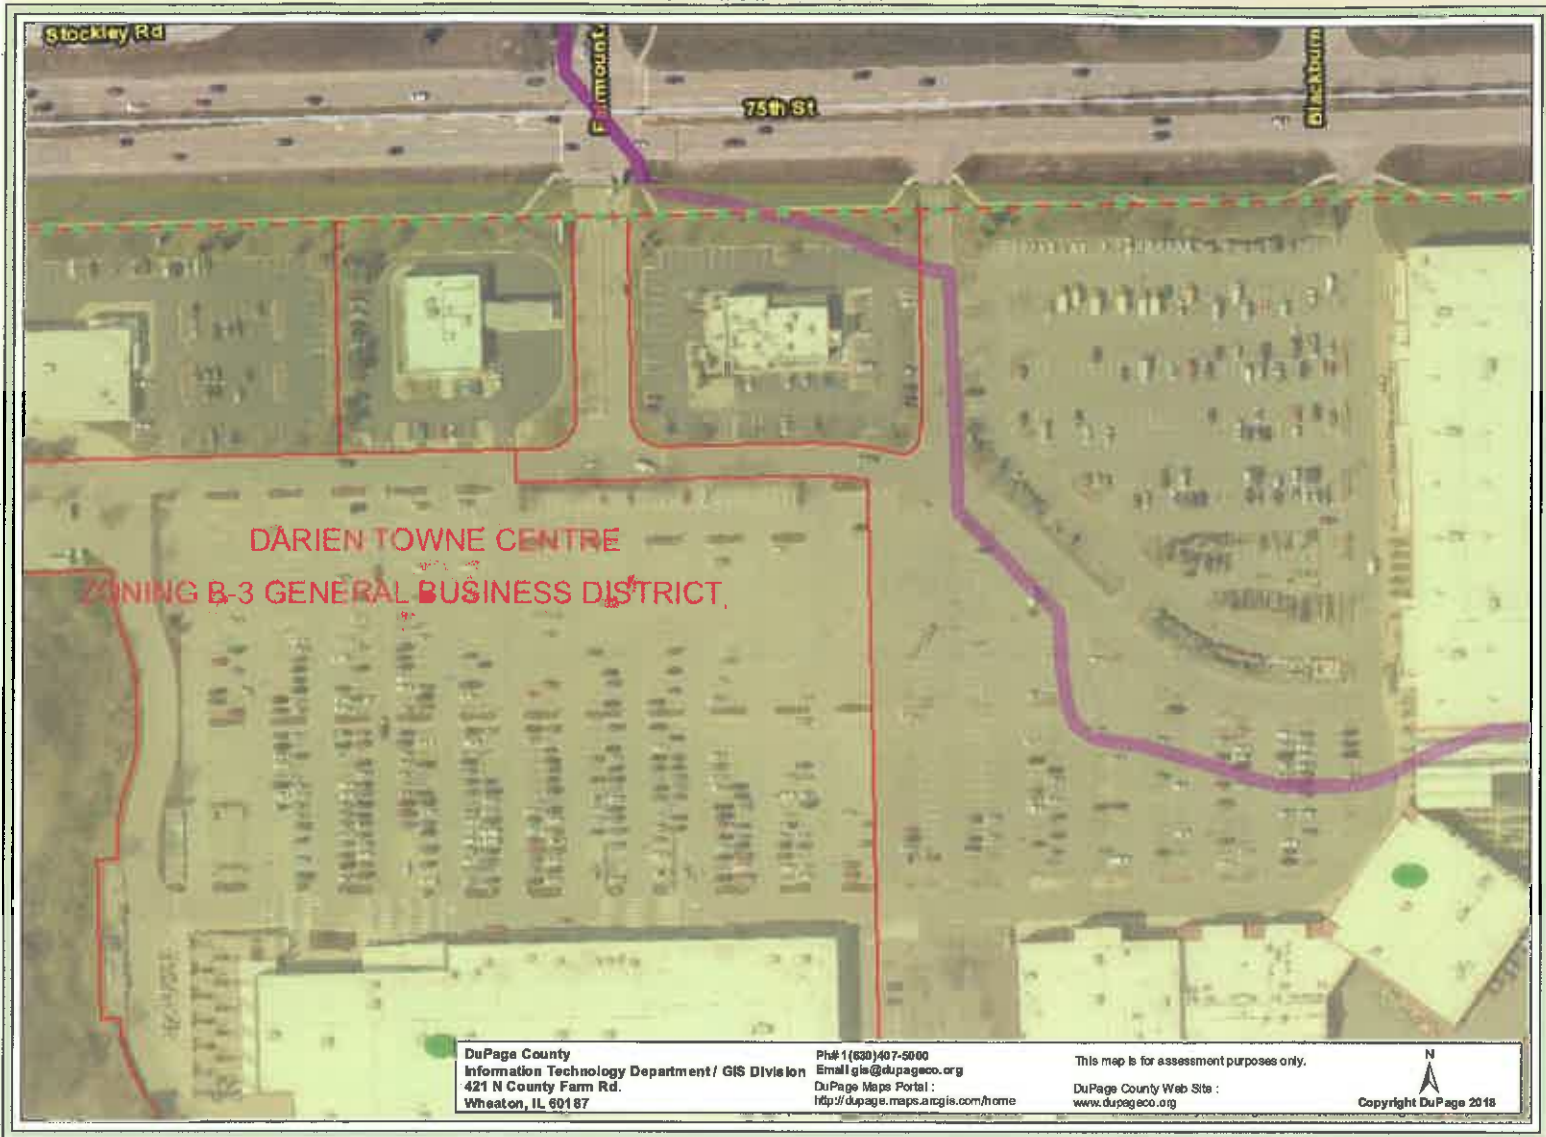 Stockley Rd
Farmount
75th St
Blackburn
DARIEN TOWNE CENTRE
ZONING B-3 GENERAL BUSINESS DISTRICT
DuPage County
Information Technology Department / GIS Division
421 N County Farm Rd.
Wheaton, IL 60187
Ph# 1(630)407-5000
Email gis@dupageco.org
DuPage Maps Portal :
http://dupage.maps.arcgis.com/home
This map is for assessment purposes only.
DuPage County Web Site :
www.dupageco.org
N
Copyright DuPage 2018